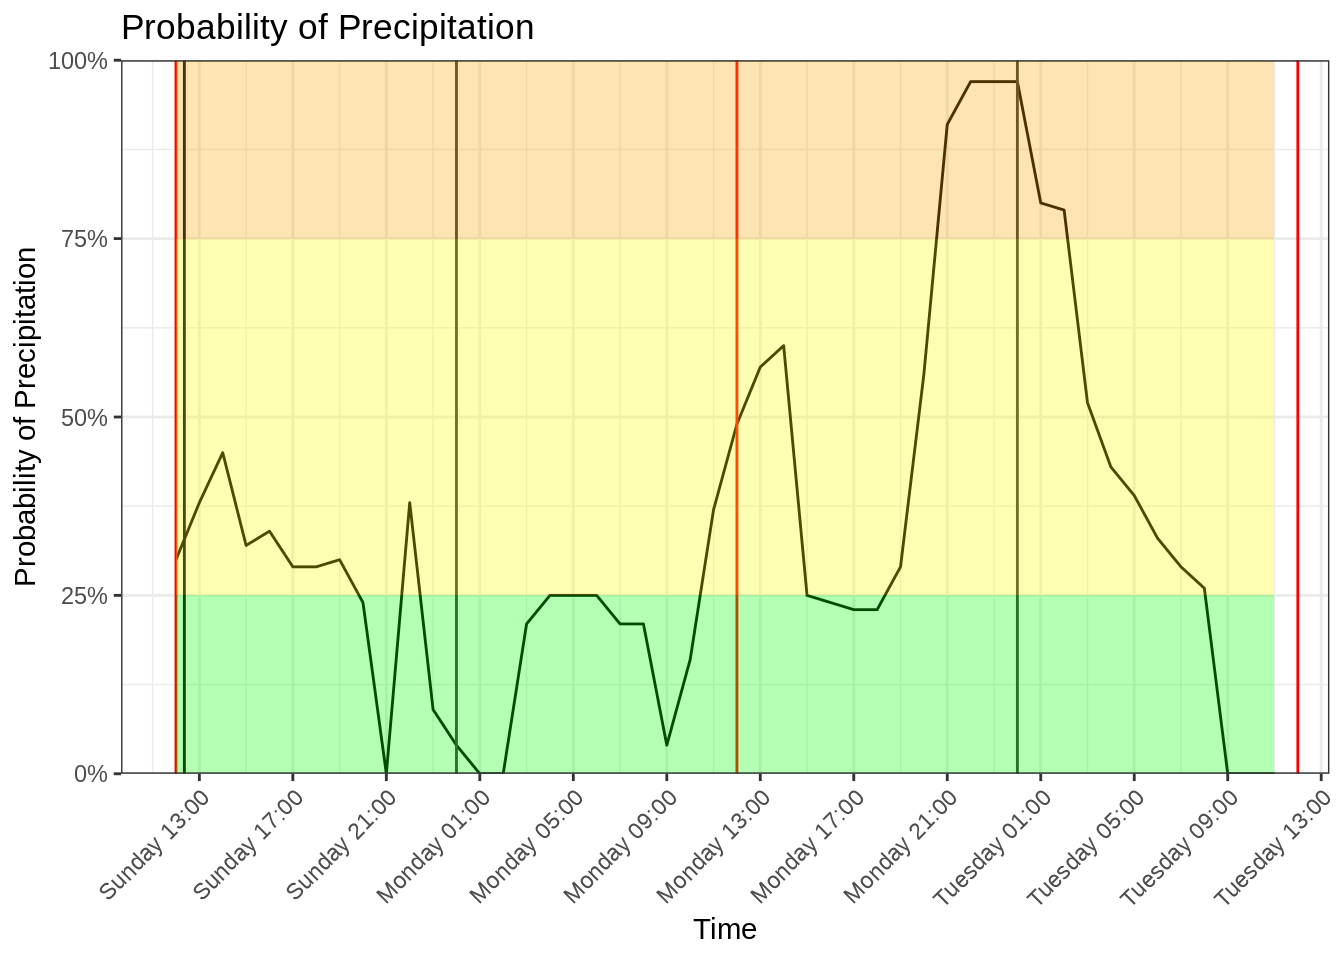 Probability of Precipitation
Probability of Precipitation
100%
75%
50%
25%
0%
Sunday 13:00
Sunday 17:00
Sunday 21:00
Monday 01:00
Monday 05:00
Monday 09:00
Monday 13:00
Monday 17:00
Monday 21:00
Tuesday 01:00
Tuesday 05:00
Tuesday 09:00
Tuesday 13:00
Time